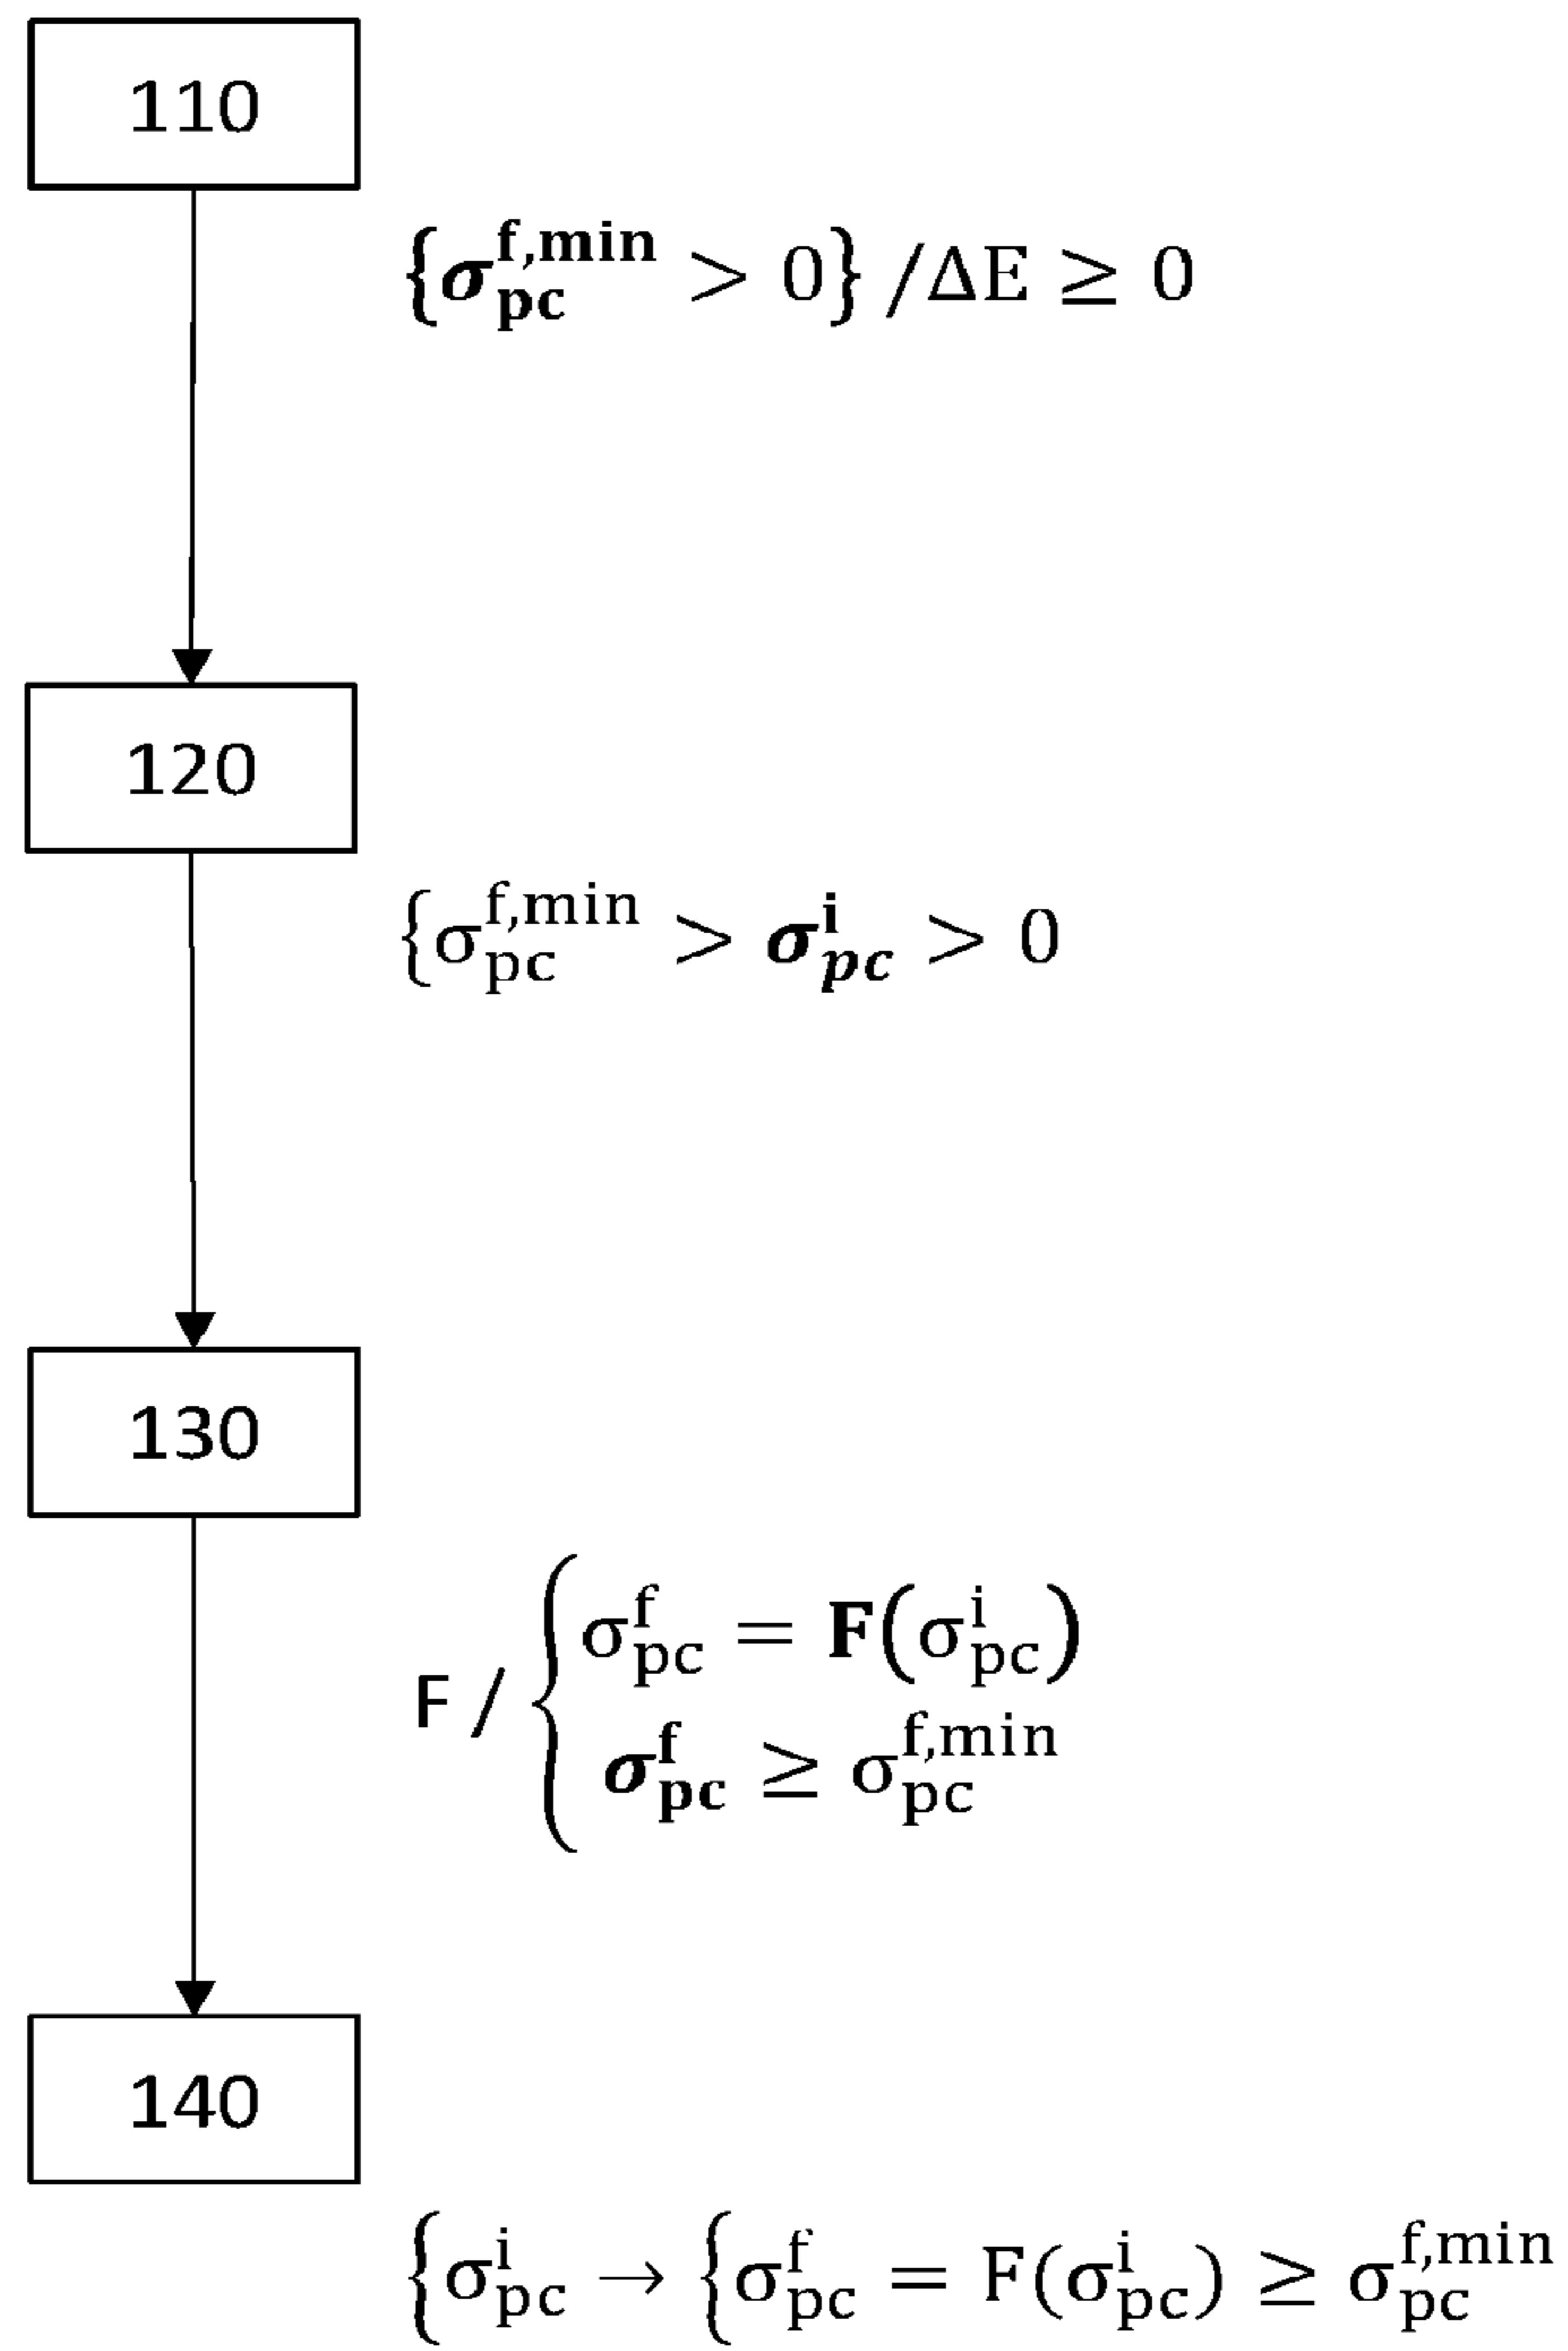 110
{σ_pc^f,min > 0} /ΔE ≥ 0
120
{σ_pc^f,min > σ_pc^i > 0
130
F / { σ_pc^f = F(σ_pc^i)
σ_pc^f ≥ σ_pc^f,min
140
{σ_pc^i → {σ_pc^f = F(σ_pc^i) ≥ σ_pc^f,min